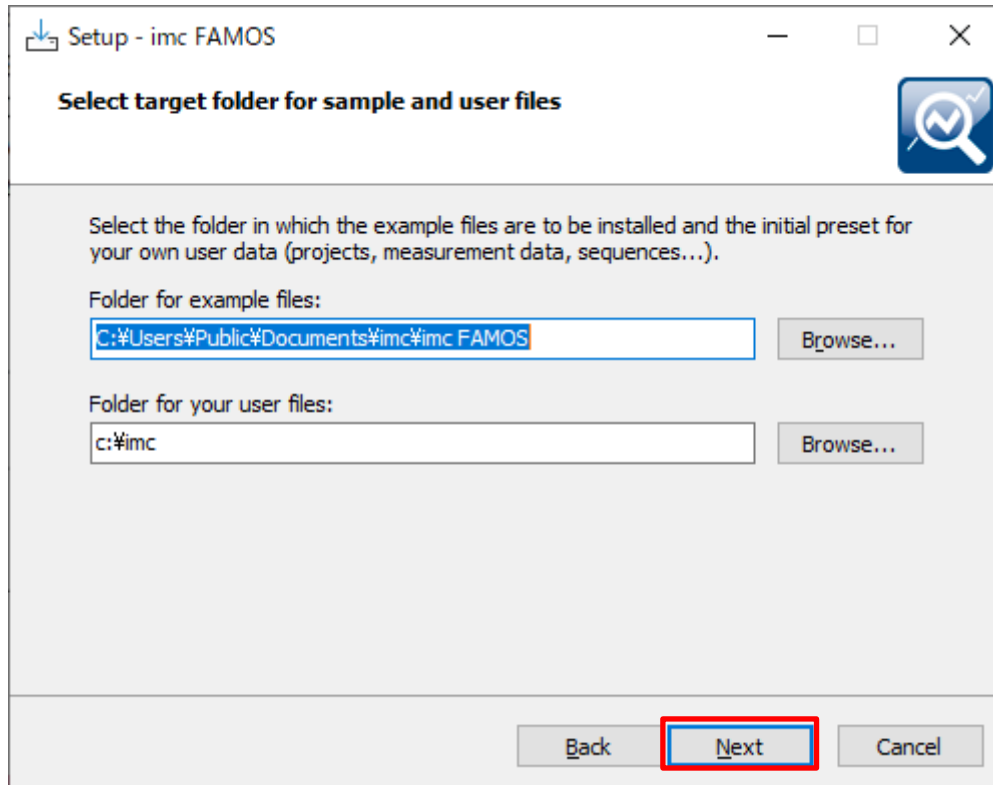 Setup - imc FAMOS
Select target folder for sample and user files
Select the folder in which the example files are to be installed and the initial preset for
your own user data (projects, measurement data, sequences...).
Folder for example files:
C:¥Users¥Public¥Documents¥imc¥imc FAMOS
Browse...
Folder for your user files:
c:¥imc
Browse...
Back
Next
Cancel